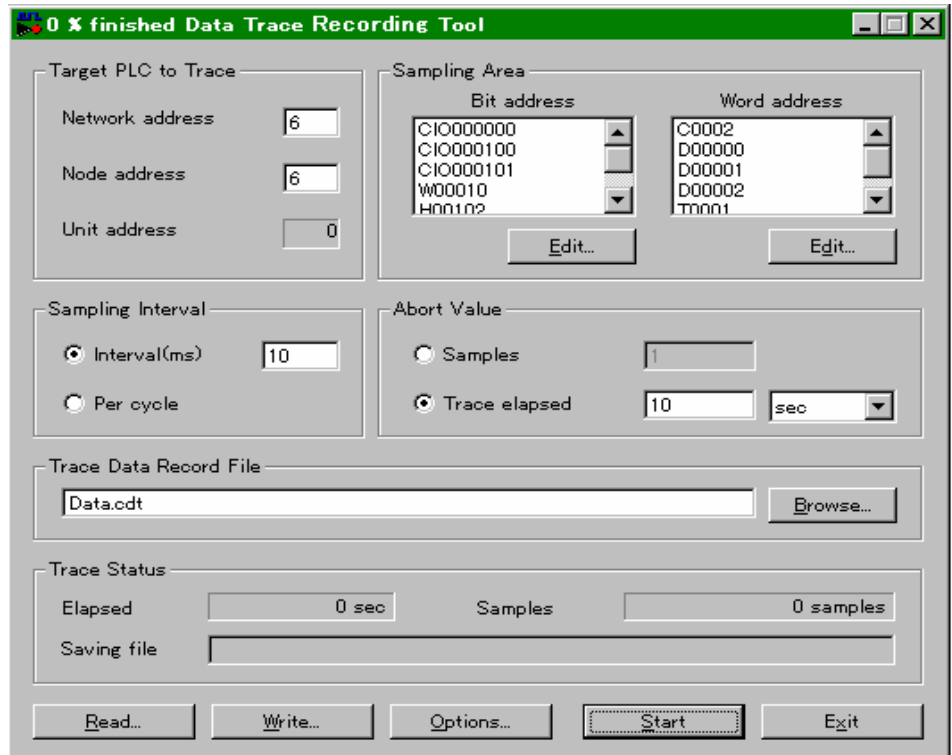 0 % finished Data Trace Recording Tool
Target PLC to Trace
Network address 6
Node address 6
Unit address 0
Sampling Area
Bit address
CIO000000
CIO000100
CIO000101
W00010
H00102
Edit...
Word address
C0002
D00000
D00001
D00002
T0001
Edit...
Sampling Interval
Interval(ms) 10
Per cycle
Abort Value
Samples 1
Trace elapsed 10 sec
Trace Data Record File
Data.cdt Browse...
Trace Status
Elapsed 0 sec Samples 0 samples
Saving file
Read... Write... Options... Start Exit